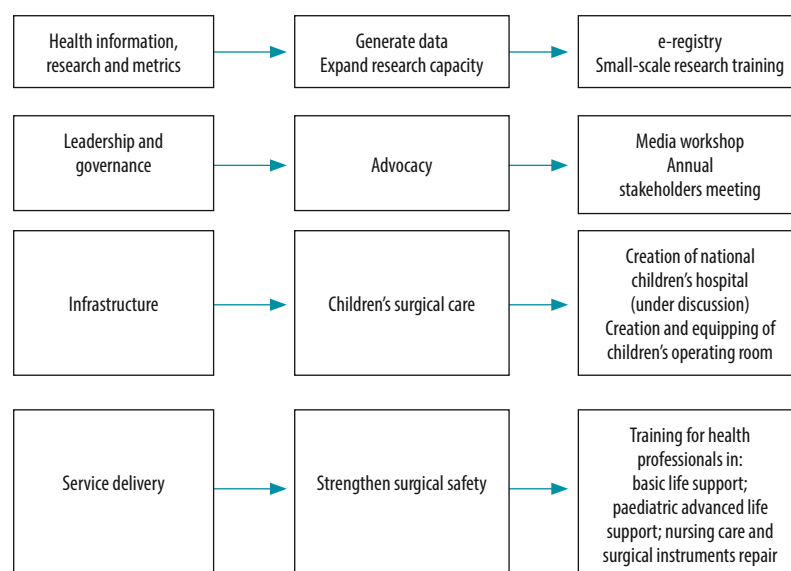 Health information,
research and metrics
Generate data
Expand research capacity
e-registry
Small-scale research training
Leadership and
governance
Advocacy
Media workshop
Annual
stakeholders meeting
Infrastructure
Children’s surgical care
Creation of national
children’s hospital
(under discussion)
Creation and equipping of
children’s operating room
Service delivery
Strengthen surgical safety
Training for health
professionals in:
basic life support;
paediatric advanced life
support; nursing care and
surgical instruments repair